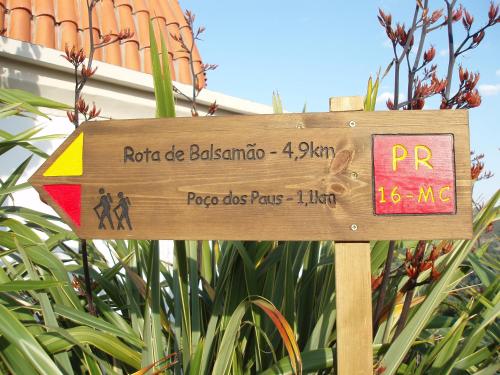 Rota de Balsamão - 4,9km
Poço dos Paus - 1,1km
PR
16-MC